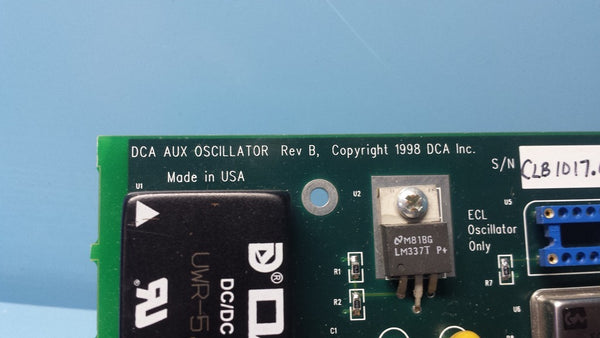 DCA AUX OSCILLATOR Rev B, Copyright 1998 DCA Inc.
Made in USA
S/N
U1
U2
U5
M81BG
LM337T P+
ECL
Oscillator
Only
R1
R2
R7
C1
U6
DC/DC
UWR-5